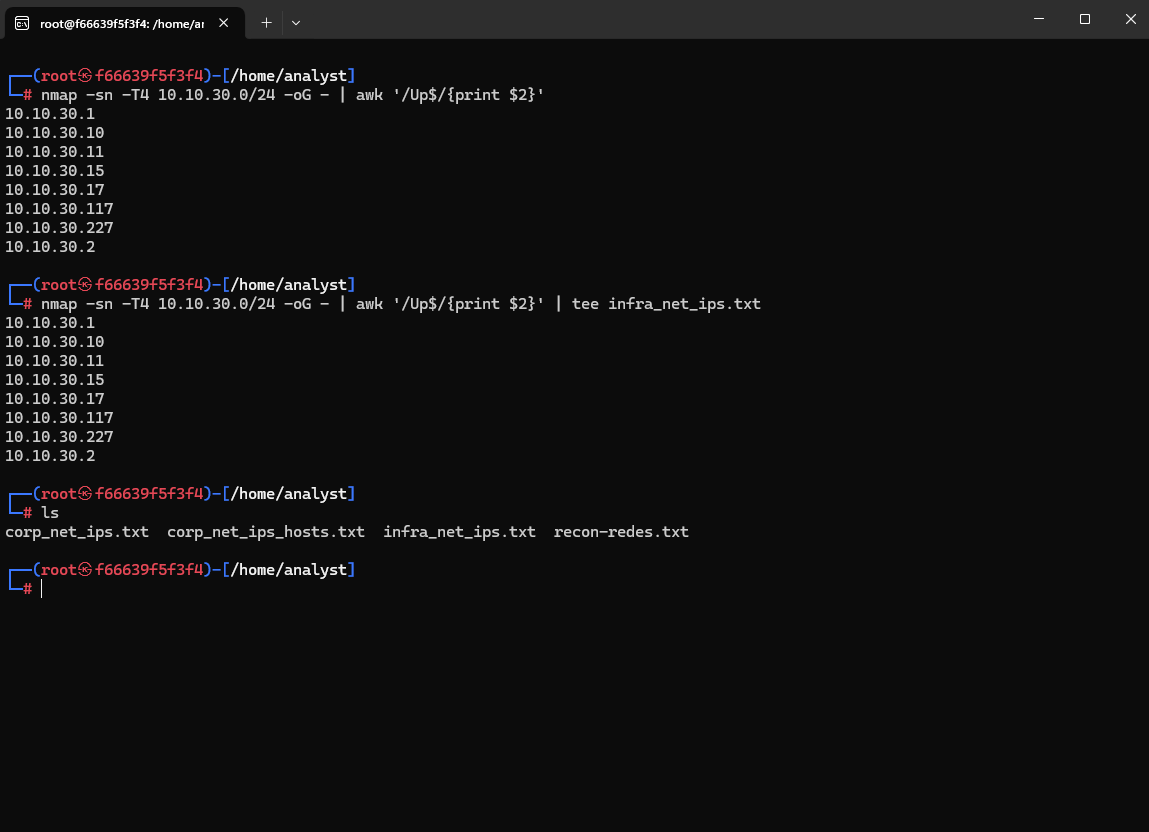 root@f66639f5f3f4: /home/ar
┌──(root㉿f66639f5f3f4)-[/home/analyst]
└─# nmap -sn -T4 10.10.30.0/24 -oG - | awk '/Up$/{print $2}'
10.10.30.1
10.10.30.10
10.10.30.11
10.10.30.15
10.10.30.17
10.10.30.117
10.10.30.227
10.10.30.2
┌──(root㉿f66639f5f3f4)-[/home/analyst]
└─# nmap -sn -T4 10.10.30.0/24 -oG - | awk '/Up$/{print $2}' | tee infra_net_ips.txt
10.10.30.1
10.10.30.10
10.10.30.11
10.10.30.15
10.10.30.17
10.10.30.117
10.10.30.227
10.10.30.2
┌──(root㉿f66639f5f3f4)-[/home/analyst]
└─# ls
corp_net_ips.txt  corp_net_ips_hosts.txt  infra_net_ips.txt  recon-redes.txt
┌──(root㉿f66639f5f3f4)-[/home/analyst]
└─#